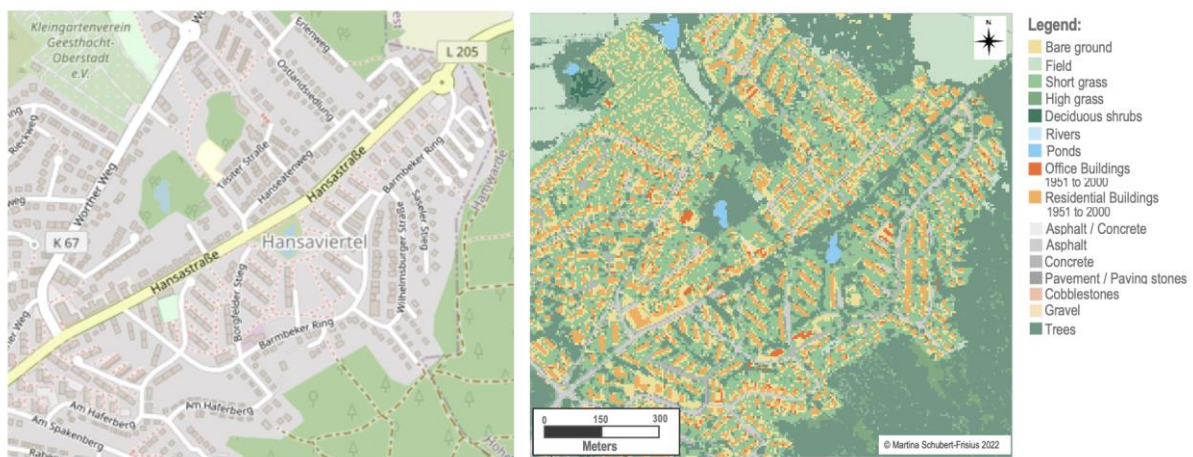 Kleingartenverein
Geesthacht-
Oberstadt
e.V.
Erlenweg
L 205
Ostlandsiedlung
Rieckweg
Worther Weg
Tilsiter Straße
Hanseatenweg
Hansastraße
Barmbeker Ring
Hamwarde
K 67
Hansaviertel
Saseler Stieg
Wilhelmsburger Straße
Hansastraße
Borgfelder Stieg
Barmbeker Ring
Am Haferberg
Am Haferberg
Am Spakenberg
N
0 150 300
Meters
© Martina Schubert-Frisius 2022
Legend:
Bare ground
Field
Short grass
High grass
Deciduous shrubs
Rivers
Ponds
Office Buildings
1951 to 2000
Residential Buildings
1951 to 2000
Asphalt / Concrete
Asphalt
Concrete
Pavement / Paving stones
Cobblestones
Gravel
Trees